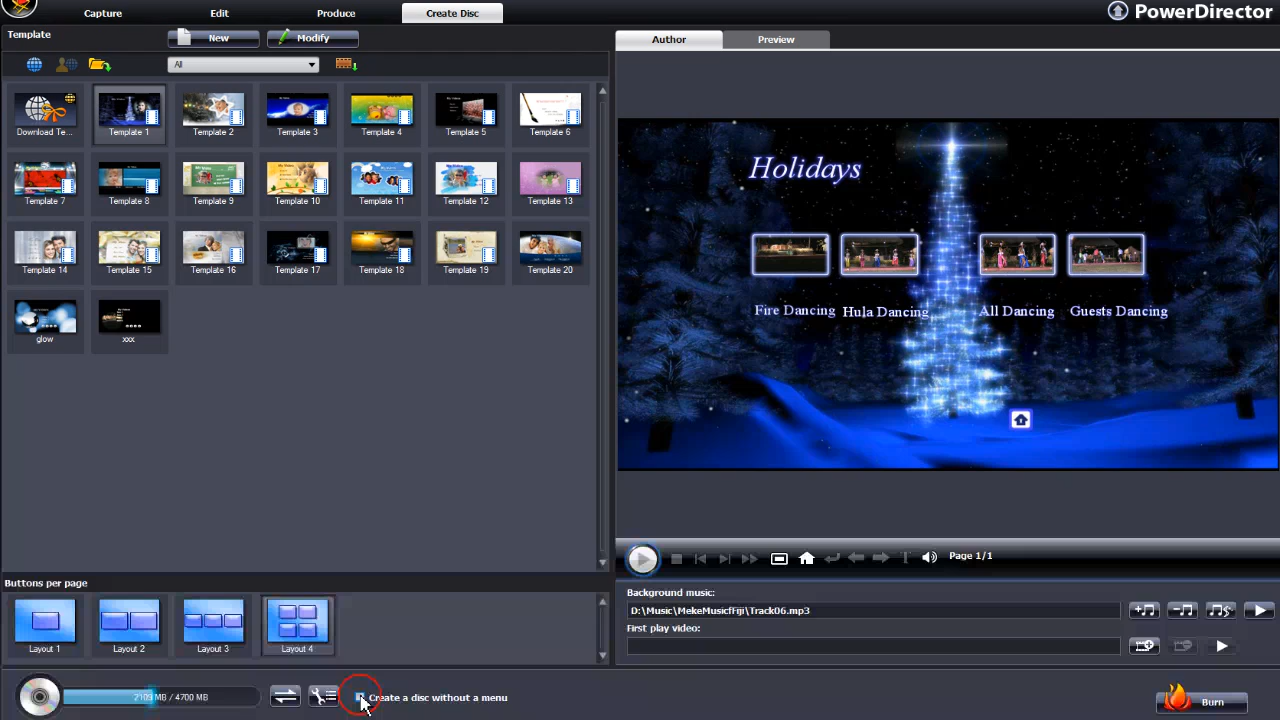 Capture Edit Produce Create Disc PowerDirector
Template New Modify
Author Preview
All
Download Te... Template 1 Template 2 Template 3 Template 4 Template 5 Template 6
Template 7 Template 8 Template 9 Template 10 Template 11 Template 12 Template 13
Template 14 Template 15 Template 16 Template 17 Template 18 Template 19 Template 20
glow xxx
Holidays
Fire Dancing Hula Dancing All Dancing Guests Dancing
Page 1/1
Buttons per page
Layout 1 Layout 2 Layout 3 Layout 4
Background music:
D:\Music\MekeMusicfFiji\Track06.mp3
First play video:
2109 MB / 4700 MB
Create a disc without a menu
Burn